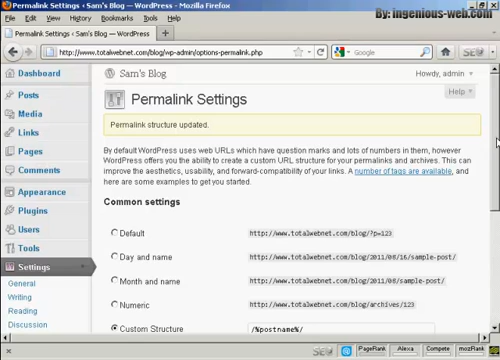 Permalink Settings ‹ Sam's Blog — WordPress - Mozilla Firefox
By: ingenious-web.com
File Edit View History Bookmarks Tools Help
Permalink Settings ‹ Sam's Blog — WordPress
http://www.totalwebnet.com/blog/wp-admin/options-permalink.php
Google
SEO
Dashboard
Posts
Media
Links
Pages
Comments
Appearance
Plugins
Users
Tools
Settings
General
Writing
Reading
Discussion
Sam's Blog
Howdy, admin
Help
Permalink Settings
Permalink structure updated.
By default WordPress uses web URLs which have question marks and lots of numbers in them, however
WordPress offers you the ability to create a custom URL structure for your permalinks and archives. This can
improve the aesthetics, usability, and forward-compatibility of your links. A number of tags are available, and
here are some examples to get you started.
Common settings
Default http://www.totalwebnet.com/blog/?p=123
Day and name http://www.totalwebnet.com/blog/2011/08/16/sample-post/
Month and name http://www.totalwebnet.com/blog/2011/08/sample-post/
Numeric http://www.totalwebnet.com/blog/archives/123
Custom Structure /%postname%/
SEO PageRank Alexa Compete mozRank